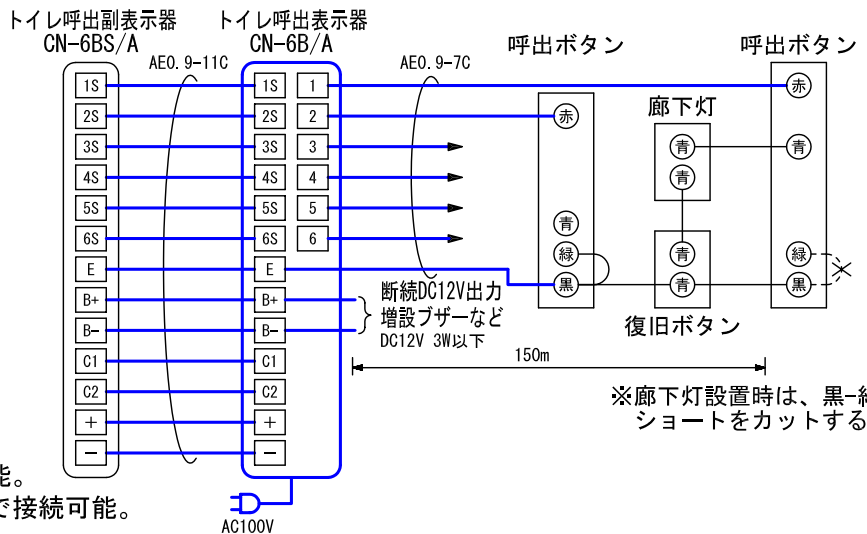 トイレ呼出副表示器
CN-6BS/A
トイレ呼出表示器
CN-6B/A
呼出ボタン
呼出ボタン
AE0.9-11C
AE0.9-7C
廊下灯
1S 1S 1 赤
2S 2S 2 赤
3S 3S 3 青 青
4S 4S 4 青
5S 5S 5
6S 6S 6 青 青 緑 緑
E E 黒 青 黒
B+ B+
B- B-
断続DC12V出力
増設ブザーなど
DC12V 3W以下
復旧ボタン
C1 C1
C2 C2
+ +
- -
150m
※廊下灯設置時は、黒-
ショートをカットする
能。
で接続可能。
AC100V